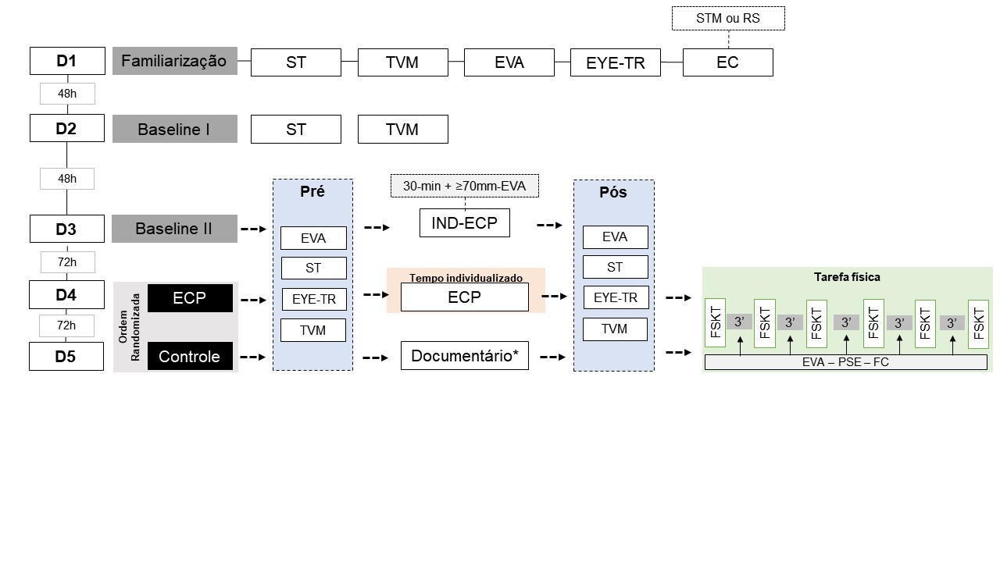 STM ou RS
D1
Familiarização
ST
TVM
EVA
EYE-TR
EC
48h
D2
Baseline I
ST
TVM
48h
D3
Baseline II
Pré
EVA
ST
EYE-TR
TVM
30-min + ≥70mm-EVA
IND-ECP
Pós
EVA
ST
EYE-TR
TVM
72h
D4
Ordem
Randomizada
ECP
Tempo individualizado
ECP
72h
D5
Controle
Documentário*
Tarefa física
FSKT
3’
FSKT
3’
FSKT
3’
FSKT
3’
FSKT
3’
FSKT
EVA – PSE – FC